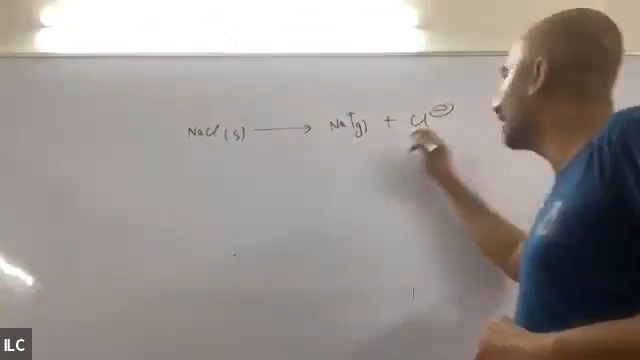 NaCl (s) ⟶ Na⁺(g) + Cl⊖
ILC